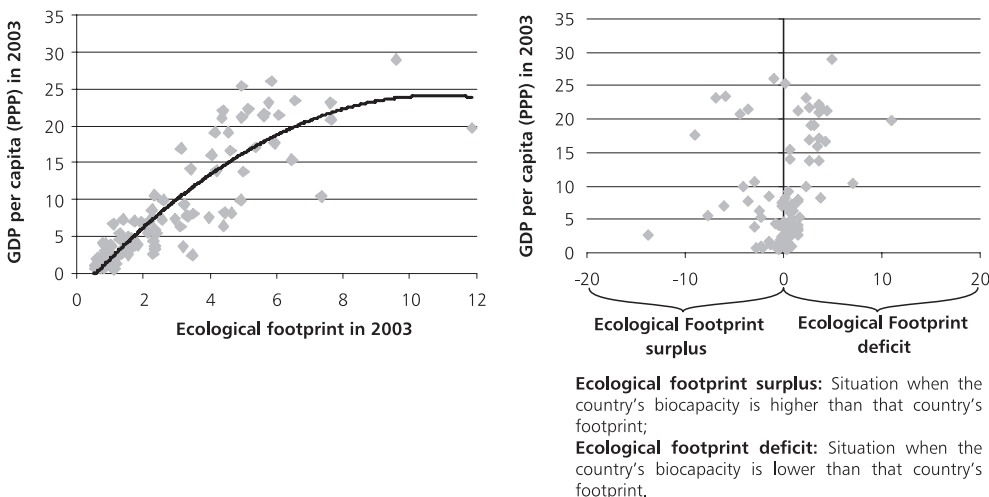 GDP per capita (PPP) in 2003
35
30
25
20
15
10
5
0
0 2 4 6 8 10 12
Ecological footprint in 2003
GDP per capita (PPP) in 2003
35
30
25
20
15
10
5
0
-20 -10 0 10 20
Ecological Footprint
surplus
Ecological Footprint
deficit
Ecological footprint surplus: Situation when the
country's biocapacity is higher than that country's
footprint;
Ecological footprint deficit: Situation when the
country's biocapacity is lower than that country's
footprint.